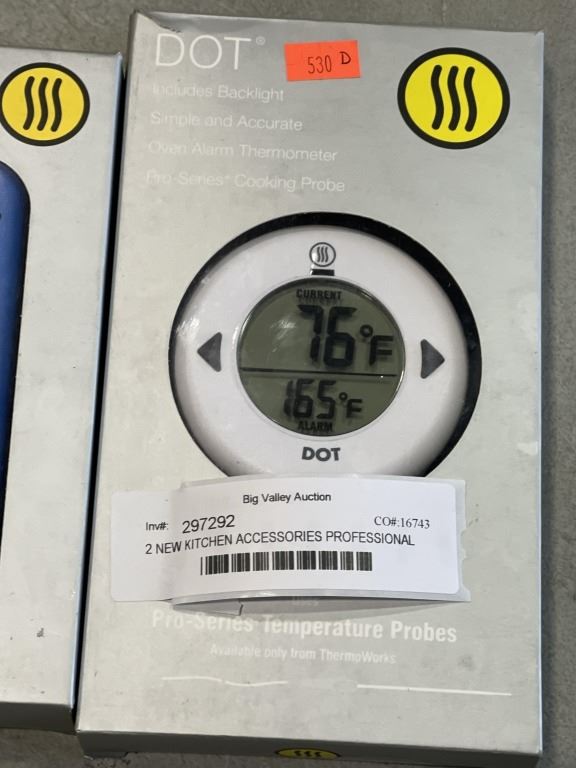 DOT®
530 D
Includes Backlight
Simple and Accurate
Oven Alarm Thermometer
Pro-Series® Cooking Probe
CURRENT
76°F
165°F
ALARM
DOT
Big Valley Auction
Inv#: 297292
CO#:16743
2 NEW KITCHEN ACCESSORIES PROFESSIONAL
Uses
Pro-Series Temperature Probes
Available only from ThermoWorks